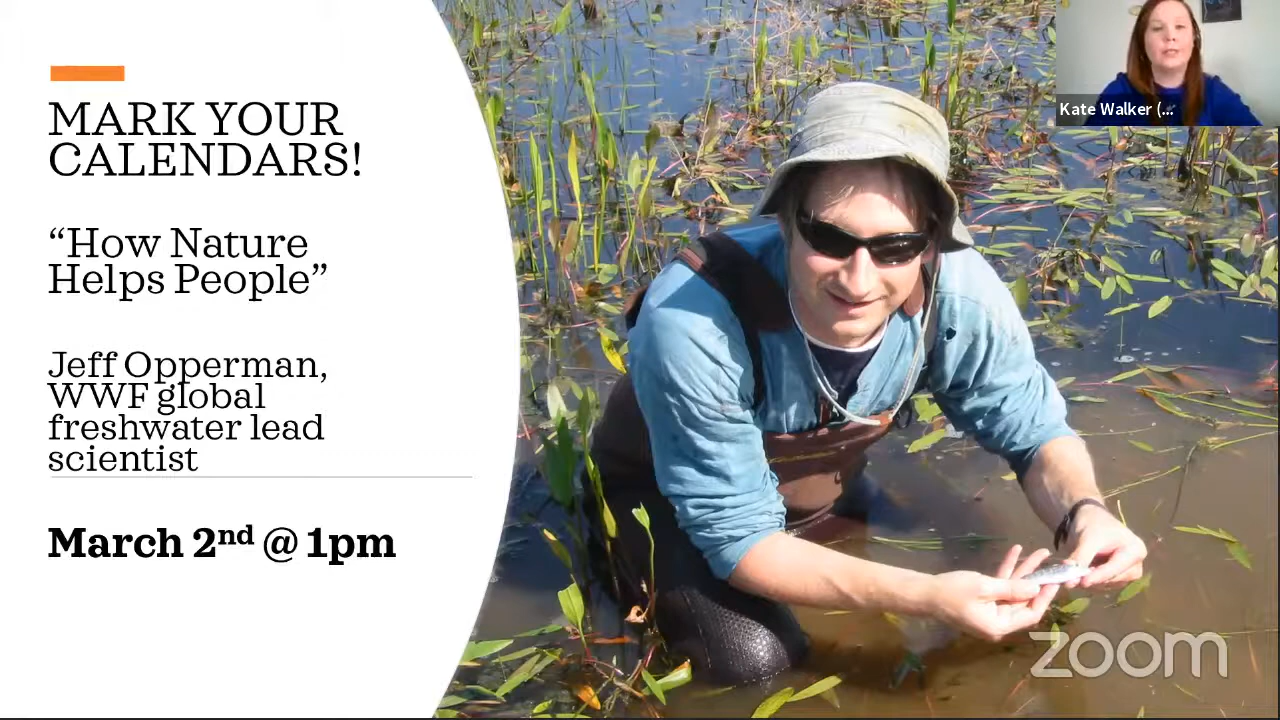 MARK YOUR
CALENDARS!
“How Nature
Helps People”
Jeff Opperman,
WWF global
freshwater lead
scientist
March 2nd @ 1pm
Kate Walker (...
zoom